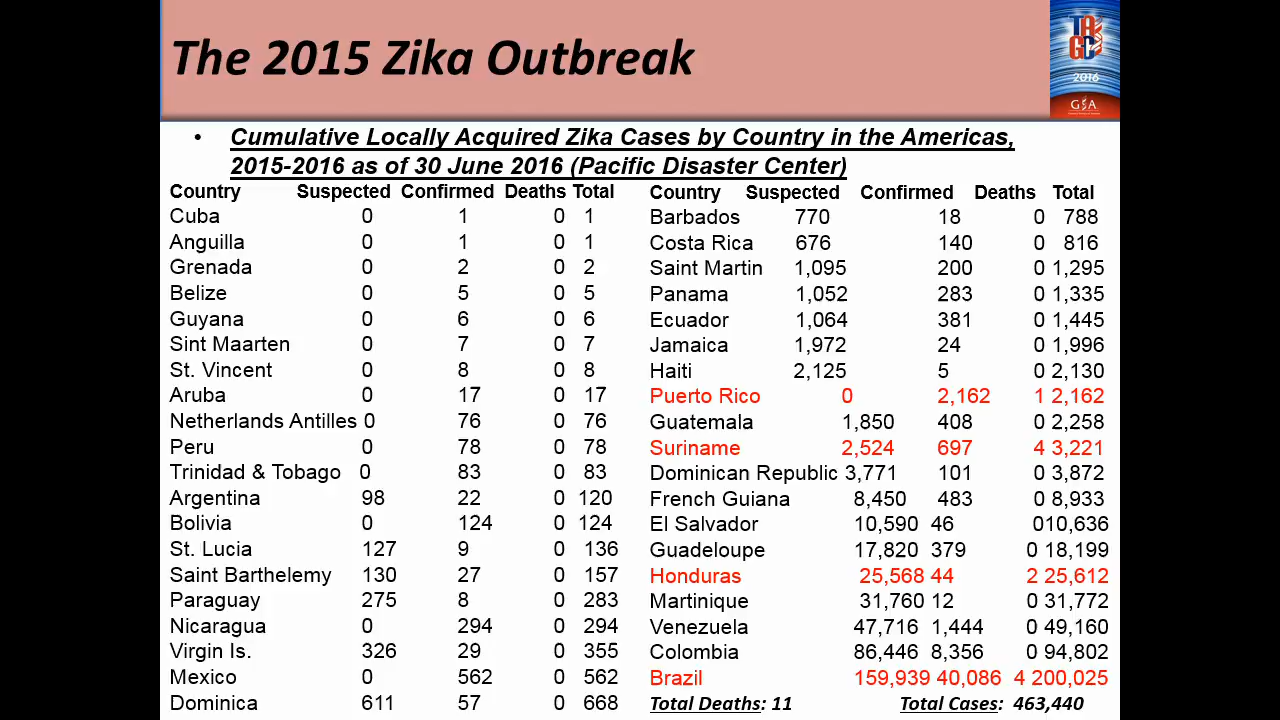 The 2015 Zika Outbreak
TAGC
2016
GSA
• Cumulative Locally Acquired Zika Cases by Country in the Americas,
2015-2016 as of 30 June 2016 (Pacific Disaster Center)
Country Suspected Confirmed Deaths Total
Cuba 0 1 0 1
Anguilla 0 1 0 1
Grenada 0 2 0 2
Belize 0 5 0 5
Guyana 0 6 0 6
Sint Maarten 0 7 0 7
St. Vincent 0 8 0 8
Aruba 0 17 0 17
Netherlands Antilles 0 76 0 76
Peru 0 78 0 78
Trinidad & Tobago 0 83 0 83
Argentina 98 22 0 120
Bolivia 0 124 0 124
St. Lucia 127 9 0 136
Saint Barthelemy 130 27 0 157
Paraguay 275 8 0 283
Nicaragua 0 294 0 294
Virgin Is. 326 29 0 355
Mexico 0 562 0 562
Dominica 611 57 0 668
Country Suspected Confirmed Deaths Total
Barbados 770 18 0 788
Costa Rica 676 140 0 816
Saint Martin 1,095 200 0 1,295
Panama 1,052 283 0 1,335
Ecuador 1,064 381 0 1,445
Jamaica 1,972 24 0 1,996
Haiti 2,125 5 0 2,130
Puerto Rico 0 2,162 1 2,162
Guatemala 1,850 408 0 2,258
Suriname 2,524 697 4 3,221
Dominican Republic 3,771 101 0 3,872
French Guiana 8,450 483 0 8,933
El Salvador 10,590 46 010,636
Guadeloupe 17,820 379 0 18,199
Honduras 25,568 44 2 25,612
Martinique 31,760 12 0 31,772
Venezuela 47,716 1,444 0 49,160
Colombia 86,446 8,356 0 94,802
Brazil 159,939 40,086 4 200,025
Total Deaths: 11 Total Cases: 463,440